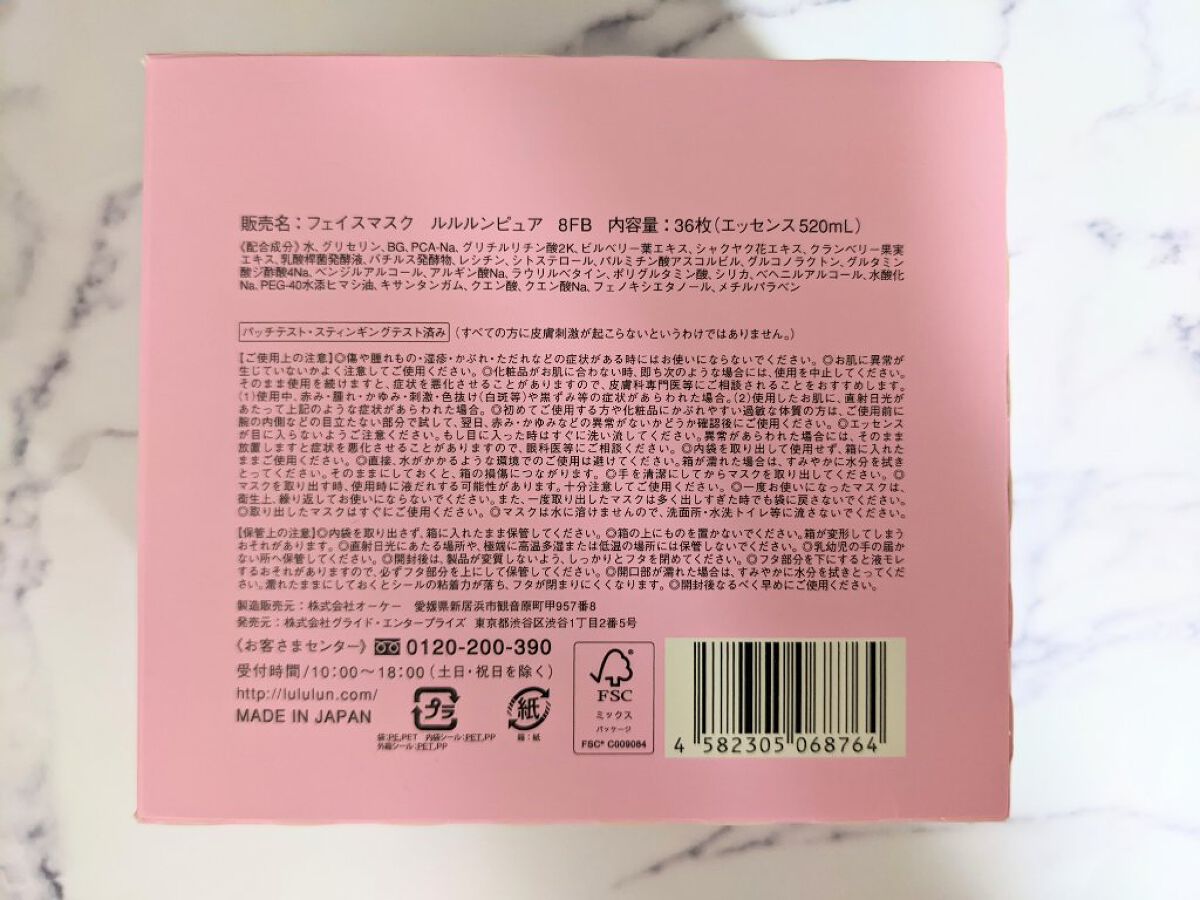 販売名：フェイスマスク ルルルンピュア 8FB 内容量：36枚(エッセンス520mL)
《配合成分》水、グリセリン、BG、PCA-Na、グリチルリチン酸2K、ビルベリー葉エキス、シャクヤク花エキス、クランベリー果実
エキス、乳酸桿菌発酵液、バチルス発酵物、レシチン、シトステロール、パルミチン酸アスコルビル、グルコノラクトン、グルタミン
酸ジ酢酸4Na、ベンジルアルコール、アルギン酸Na、ラウリルベタイン、ポリグルタミン酸、シリカ、ベヘニルアルコール、水酸化
Na、PEG-40水添ヒマシ油、キサンタンガム、クエン酸、クエン酸Na、フェノキシエタノール、メチルパラベン
パッチテスト・スティンギングテスト済み (すべての方に皮膚刺激が起こらないというわけではありません。)
【ご使用上の注意】◎傷や腫れもの・湿疹・かぶれ・ただれなどの症状がある時にはお使いにならないでください。◎お肌に異常が
生じていないかよく注意してご使用ください。◎化粧品がお肌に合わない時、即ち次のような場合には、使用を中止してください。
そのまま使用を続けますと、症状を悪化させることがありますので、皮膚科専門医等にご相談されることをおすすめします。
(1)使用中、赤み・腫れ・かゆみ・刺激・色抜け(白斑等)や黒ずみ等の症状があらわれた場合。(2)使用したお肌に、直射日光が
あたって上記のような症状があらわれた場合。◎初めてご使用する方や化粧品にかぶれやすい過敏な体質の方は、ご使用前に
腕の内側などの目立たない部分で試して、翌日、赤み・かゆみなどの異常がないかどうか確認後にご使用ください。◎エッセンス
が目に入らないようご注意ください。もし目に入った時はすぐに洗い流してください。異常があらわれた場合には、そのまま
放置しますと症状を悪化させることがありますので、眼科医等にご相談ください。◎内袋を取り出して使用せず、箱に入れた
ままご使用ください。◎直接、水がかかるような環境でのご使用は避けてください。箱が濡れた場合は、すみやかに水分を拭き
とってください。そのままにしておくと、箱の損傷につながります。◎手を清潔にしてからマスクを取り出してください。◎
マスクを取り出す時、使用時に液だれする可能性があります。十分注意してご使用ください。◎一度お使いになったマスクは、
衛生上、繰り返してお使いにならないでください。また、一度取り出したマスクは多く出しすぎた時でも袋に戻さないでください。
◎取り出したマスクはすぐにご使用ください。◎マスクは水に溶けませんので、洗面所・水洗トイレ等に流さないでください。
【保管上の注意】◎内袋を取り出さず、箱に入れたまま保管してください。◎箱の上にものを置かないでください。箱が変形してしまう
おそれがあります。◎直射日光にあたる場所や、極端に高温多湿または低温の場所には保管しないでください。◎乳幼児の手の届か
ない所へ保管してください。◎開封後は、製品が変質しないよう、しっかりとフタを閉めてください。◎フタ部分を下にすると液モレ
するおそれがありますので、必ずフタ部分を上にして保管してください。◎開口部が濡れた場合は、すみやかに水分を拭きとってくだ
さい。濡れたままにしておくとシールの粘着力が落ち、フタが閉まりにくくなります。◎開封後なるべく早めにご使用ください。
製造販売元：株式会社オーケー 愛媛県新居浜市観音原町甲957番8
発売元：株式会社グライド・エンタープライズ 東京都渋谷区渋谷1丁目2番5号
《お客さまセンター》 0120-200-390
受付時間/10:00〜18:00(土日・祝日を除く)
http://lululun.com/
MADE IN JAPAN
プラ
袋：PE,PET 内袋シール：PET,PP
外箱シール：PET,PP
紙
箱：紙
FSC
ミックス
パッケージ
FSC® C009084
4 582305 068764